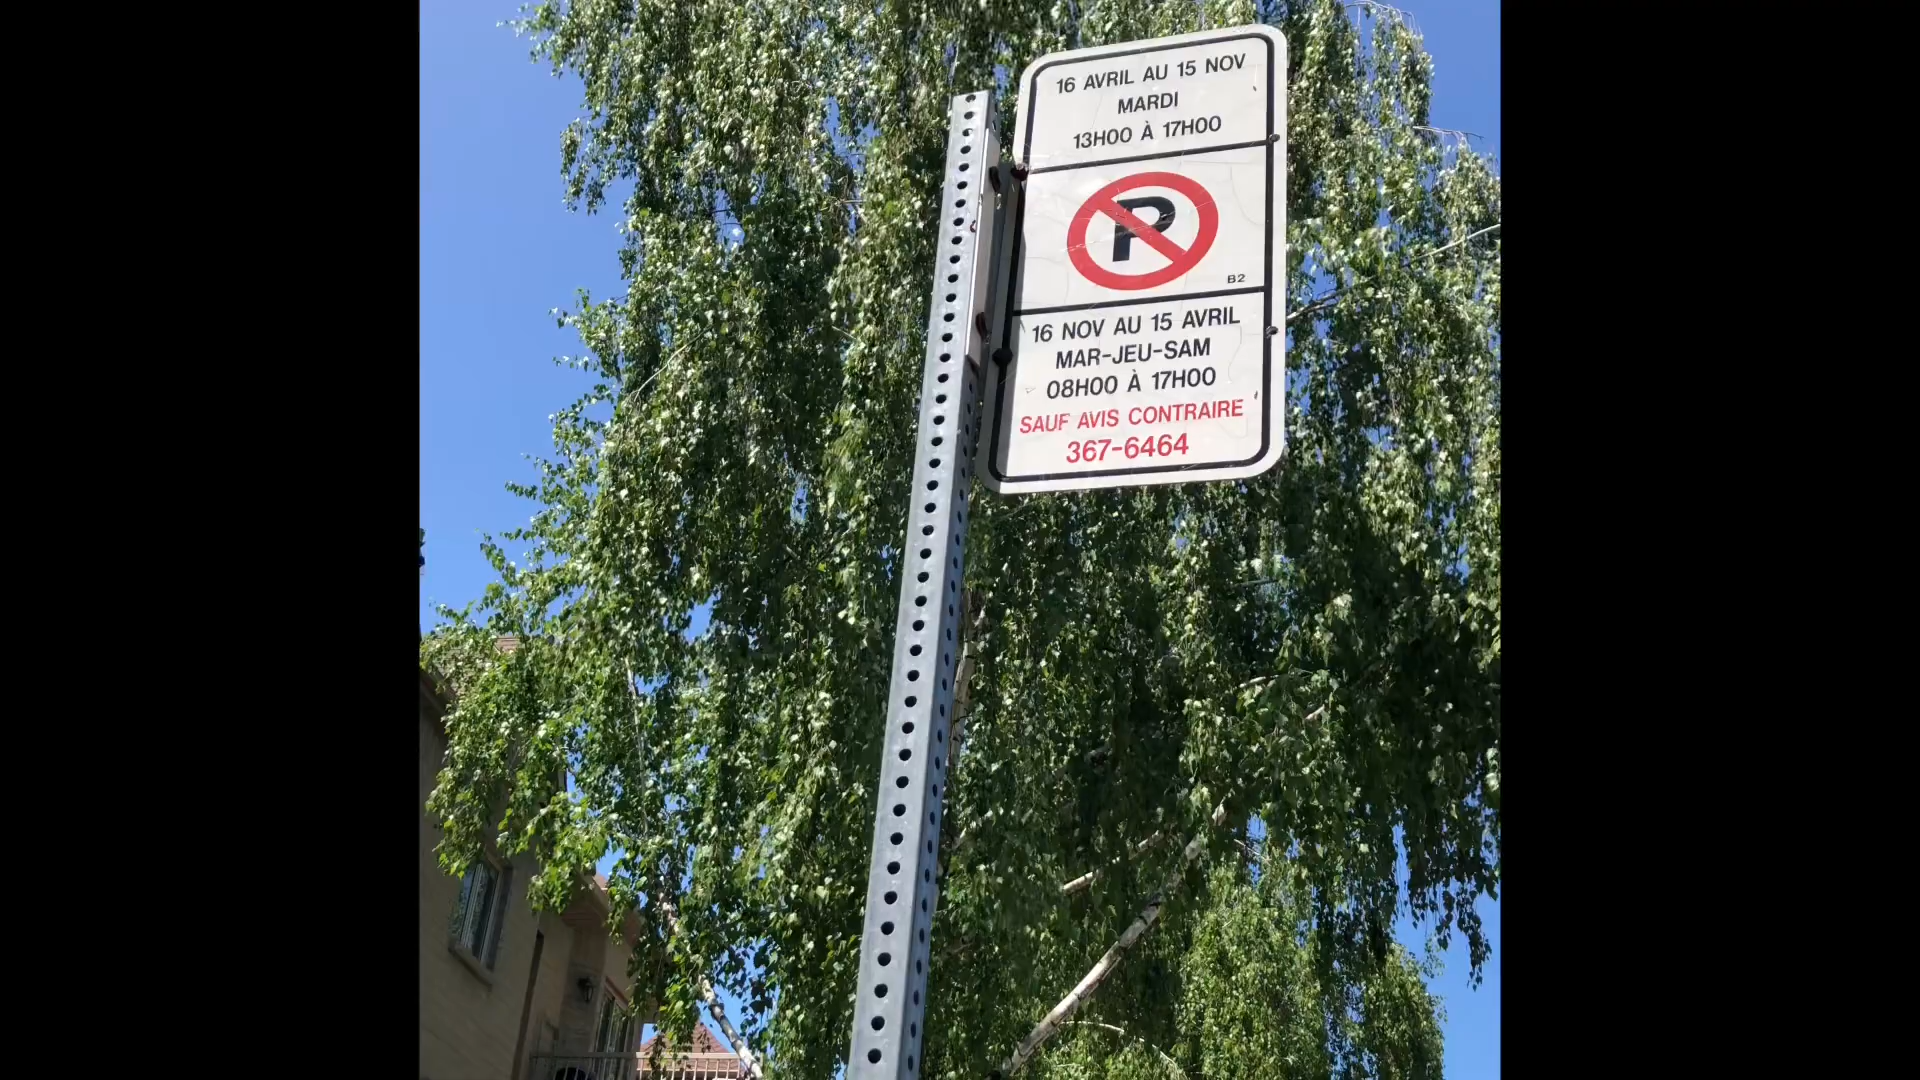 16 AVRIL AU 15 NOV
MARDI
13H00 À 17H00
P
B2
16 NOV AU 15 AVRIL
MAR-JEU-SAM
08H00 À 17H00
SAUF AVIS CONTRAIRE
367-6464